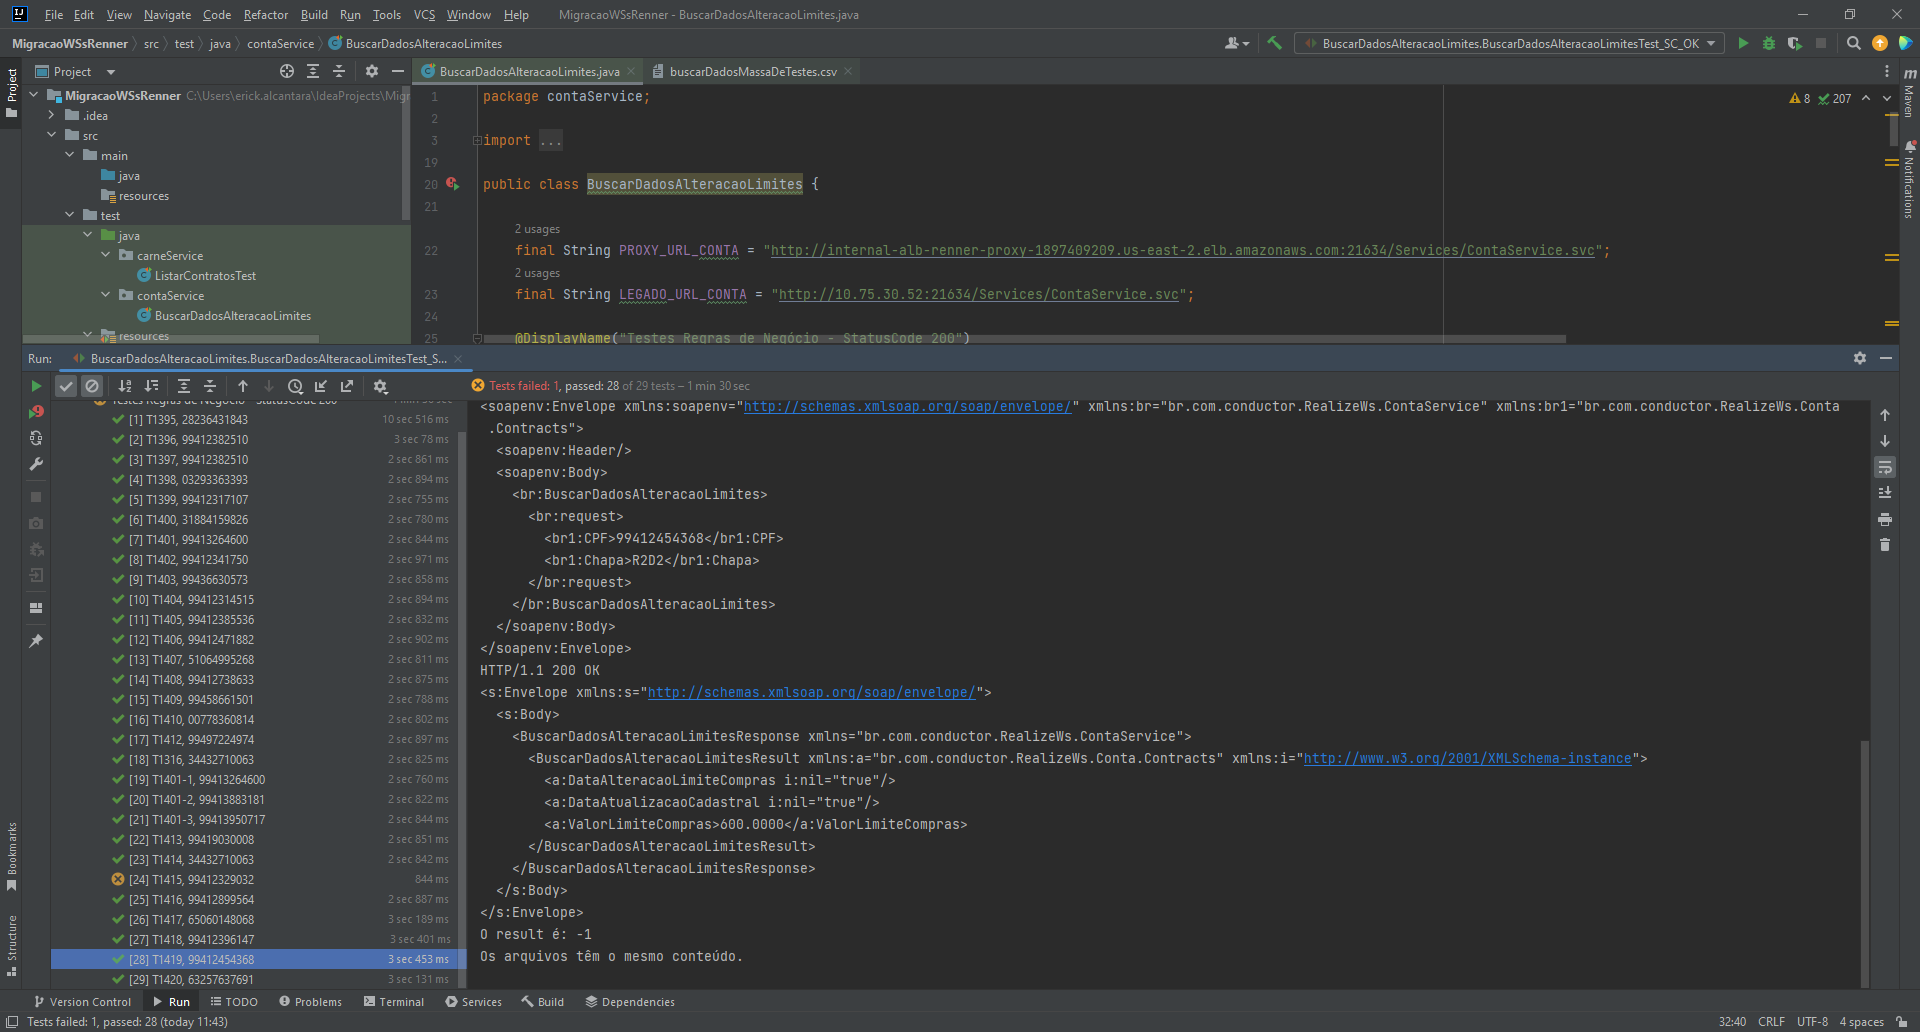 File Edit View Navigate Code Refactor Build Run Tools VCS Window Help MigracaoWSsRenner - BuscarDadosAlteracaoLimites.java
MigracaoWSsRenner src test java contaService BuscarDadosAlteracaoLimites
BuscarDadosAlteracaoLimites.BuscarDadosAlteracaoLimitesTest_SC_OK
Project
Project
BuscarDadosAlteracaoLimites.java
buscarDadosMassaDeTestes.csv
m
Maven
Notifications
MigracaoWSsRenner C:\Users\erick.alcantara\IdeaProjects\Migr
.idea
src
main
java
resources
test
java
carneService
ListarContratosTest
contaService
BuscarDadosAlteracaoLimites
resources
8 207
1 package contaService;
2
3 import ...
19
20 public class BuscarDadosAlteracaoLimites {
21
2 usages
22 final String PROXY_URL_CONTA = "http://internal-alb-renner-proxy-1897409209.us-east-2.elb.amazonaws.com:21634/Services/ContaService.svc";
2 usages
23 final String LEGADO_URL_CONTA = "http://10.75.30.52:21634/Services/ContaService.svc";
24
25 @DisplayName("Testes Regras de Negócio - StatusCode 200")
Run: BuscarDadosAlteracaoLimites.BuscarDadosAlteracaoLimitesTest_S...
Tests failed: 1, passed: 28 of 29 tests – 1 min 30 sec
Testes Regras de Negócio - StatusCode 200 1 min 30 sec
[1] T1395, 28236431843 10 sec 516 ms
[2] T1396, 99412382510 3 sec 78 ms
[3] T1397, 99412382510 2 sec 861 ms
[4] T1398, 03293363393 2 sec 894 ms
[5] T1399, 99412317107 2 sec 755 ms
[6] T1400, 31884159826 2 sec 780 ms
[7] T1401, 99413264600 2 sec 844 ms
[8] T1402, 99412341750 2 sec 971 ms
[9] T1403, 99436630573 2 sec 858 ms
[10] T1404, 99412314515 2 sec 894 ms
[11] T1405, 99412385536 2 sec 832 ms
[12] T1406, 99412471882 2 sec 902 ms
[13] T1407, 51064995268 2 sec 811 ms
[14] T1408, 99412738633 2 sec 875 ms
[15] T1409, 99458661501 2 sec 788 ms
[16] T1410, 00778360814 2 sec 802 ms
[17] T1412, 99497224974 2 sec 897 ms
[18] T1316, 34432710063 2 sec 825 ms
[19] T1401-1, 99413264600 2 sec 760 ms
[20] T1401-2, 99413883181 2 sec 822 ms
[21] T1401-3, 99413950717 2 sec 844 ms
[22] T1413, 99419030008 2 sec 851 ms
[23] T1414, 34432710063 2 sec 842 ms
[24] T1415, 99412329032 844 ms
[25] T1416, 99412899564 2 sec 887 ms
[26] T1417, 65060148068 3 sec 189 ms
[27] T1418, 99412396147 3 sec 401 ms
[28] T1419, 99412454368 3 sec 453 ms
[29] T1420, 63257637691 3 sec 131 ms
<soapenv:Envelope xmlns:soapenv="http://schemas.xmlsoap.org/soap/envelope/" xmlns:br="br.com.conductor.RealizeWs.ContaService" xmlns:br1="br.com.conductor.RealizeWs.Conta
.Contracts">
<soapenv:Header/>
<soapenv:Body>
<br:BuscarDadosAlteracaoLimites>
<br:request>
<br1:CPF>99412454368</br1:CPF>
<br1:Chapa>R2D2</br1:Chapa>
</br:request>
</br:BuscarDadosAlteracaoLimites>
</soapenv:Body>
</soapenv:Envelope>
HTTP/1.1 200 OK
<s:Envelope xmlns:s="http://schemas.xmlsoap.org/soap/envelope/">
<s:Body>
<BuscarDadosAlteracaoLimitesResponse xmlns="br.com.conductor.RealizeWs.ContaService">
<BuscarDadosAlteracaoLimitesResult xmlns:a="br.com.conductor.RealizeWs.Conta.Contracts" xmlns:i="http://www.w3.org/2001/XMLSchema-instance">
<a:DataAlteracaoLimiteCompras i:nil="true"/>
<a:DataAtualizacaoCadastral i:nil="true"/>
<a:ValorLimiteCompras>600.0000</a:ValorLimiteCompras>
</BuscarDadosAlteracaoLimitesResult>
</BuscarDadosAlteracaoLimitesResponse>
</s:Body>
</s:Envelope>
O result é: -1
Os arquivos têm o mesmo conteúdo.
Bookmarks
Structure
Version Control Run TODO Problems Terminal Services Build Dependencies
Tests failed: 1, passed: 28 (today 11:43) 32:40 CRLF UTF-8 4 spaces